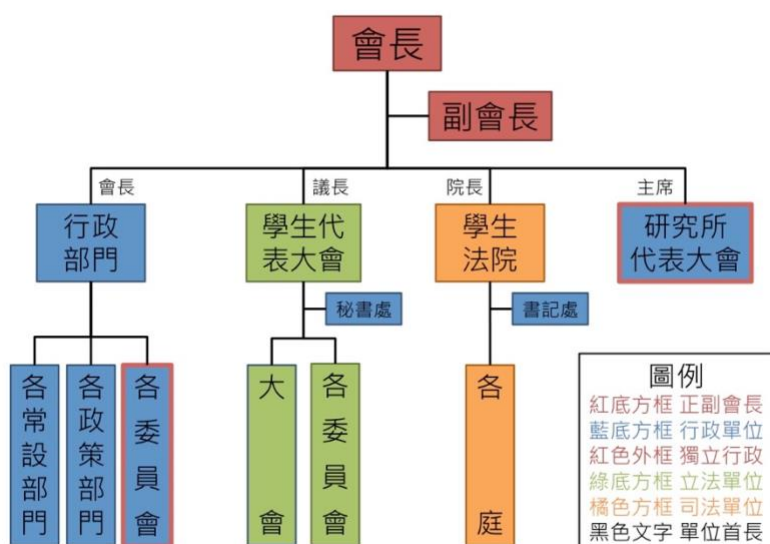 會長
副會長
會長
議長
院長
主席
行政
部門
學生代
表大會
學生
法院
研究所
代表大會
秘書處
書記處
各常設部門
各政策部門
各委員會
大會
各委員會
各庭
圖例
紅底方框 正副會長
藍底方框 行政單位
紅色外框 獨立行政
綠底方框 立法單位
橘色方框 司法單位
黑色文字 單位首長